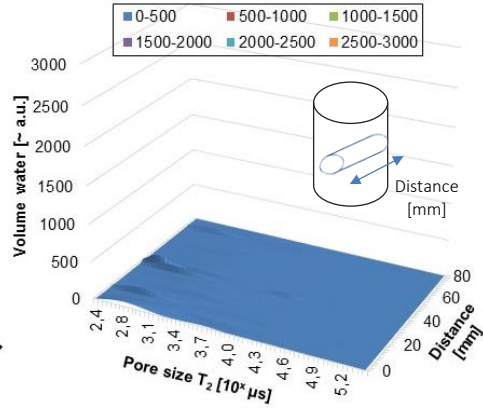 0-500 500-1000 1000-1500
1500-2000 2000-2500 2500-3000
3000
2500
2000
1500
1000
500
0
Volume water [~ a.u.]
Distance
[mm]
2,4 2,8 3,1 3,4 3,7 4,0 4,3 4,6 4,9 5,2
Pore size T2 [10x μs]
0
20
40
60
80
Distance
[mm]